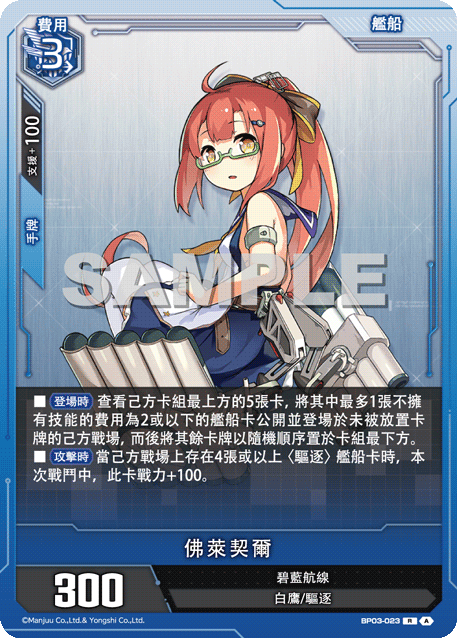 費用
3
艦船
支援+100
手牌
SAMPLE
■ 登場時 查看己方卡組最上方的5張卡，將其中最多1張不擁
有技能的費用為2或以下的艦船卡公開並登場於未被放置卡
牌的己方戰場，而後將其餘卡牌以隨機順序置於卡組最下方。
■ 攻擊時 當己方戰場上存在4張或以上〈驅逐〉艦船卡時，本
次戰鬥中，此卡戰力+100。
佛萊契爾
300
碧藍航線
白鷹/驅逐
©Manjuu Co.,Ltd.& Yongshi Co.,Ltd.
BP03-023 R A